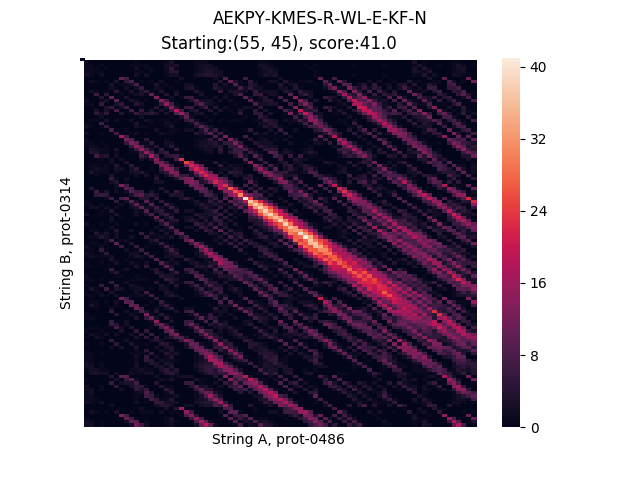 AEKPY-KMES-R-WL-E-KF-N
Starting:(55, 45), score:41.0
String B, prot-0314
String A, prot-0486
40
32
24
16
8
0